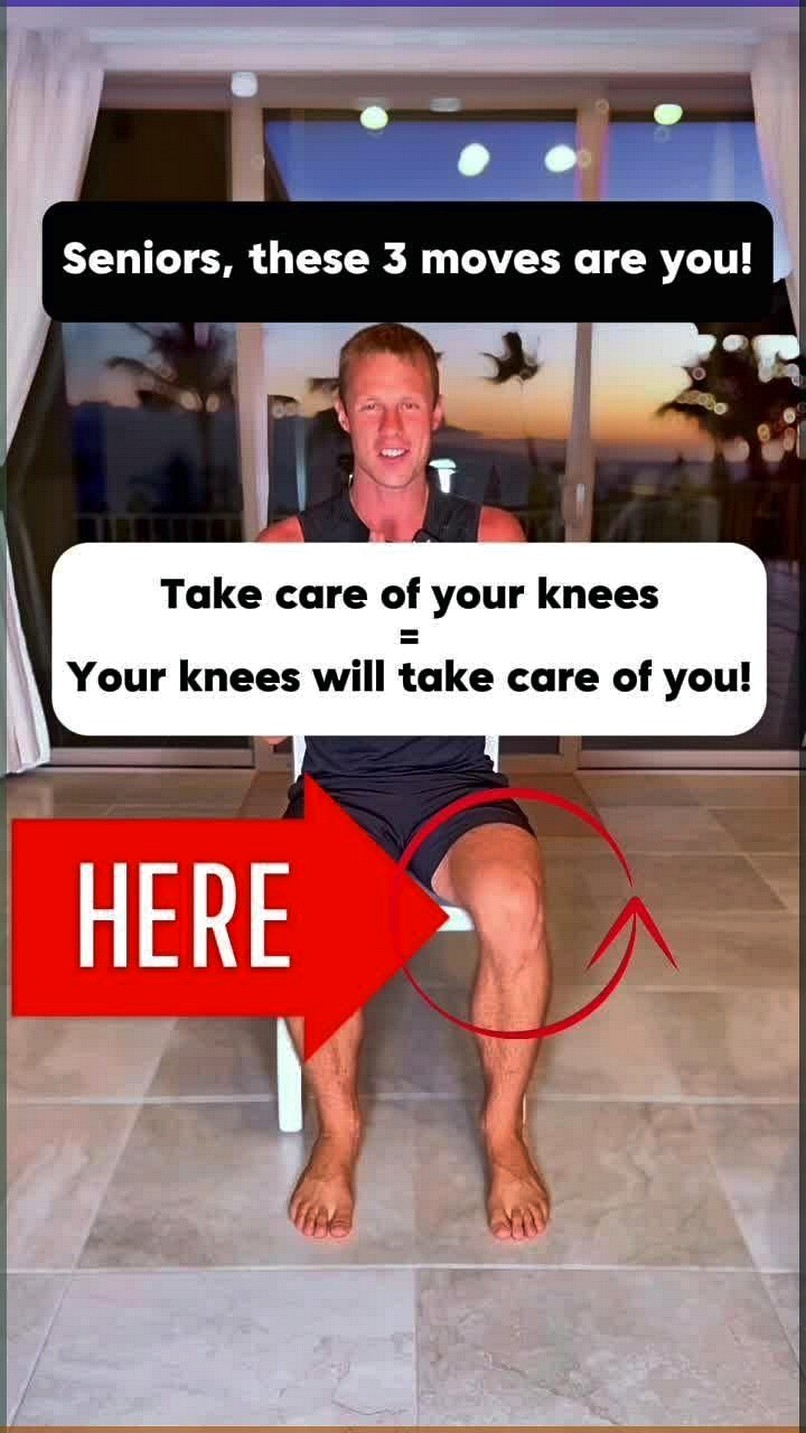 Seniors, these 3 moves are you!
Take care of your knees
=
Your knees will take care of you!
HERE